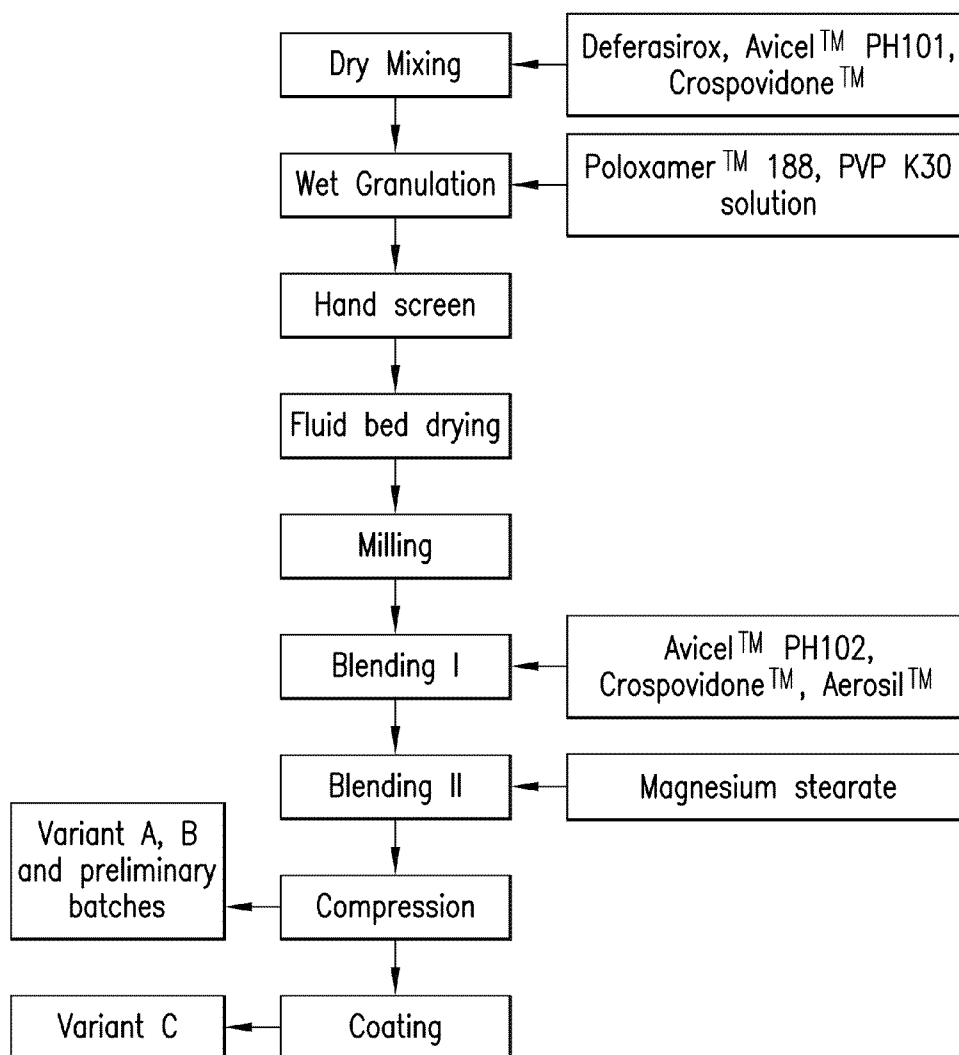 Dry Mixing
Deferasirox, Avicel™ PH101,
Crospovidone™
Wet Granulation
Poloxamer™ 188, PVP K30
solution
Hand screen
Fluid bed drying
Milling
Blending I
Avicel™ PH102,
Crospovidone™, Aerosil™
Blending II
Magnesium stearate
Variant A, B
and preliminary
batches
Compression
Variant C
Coating